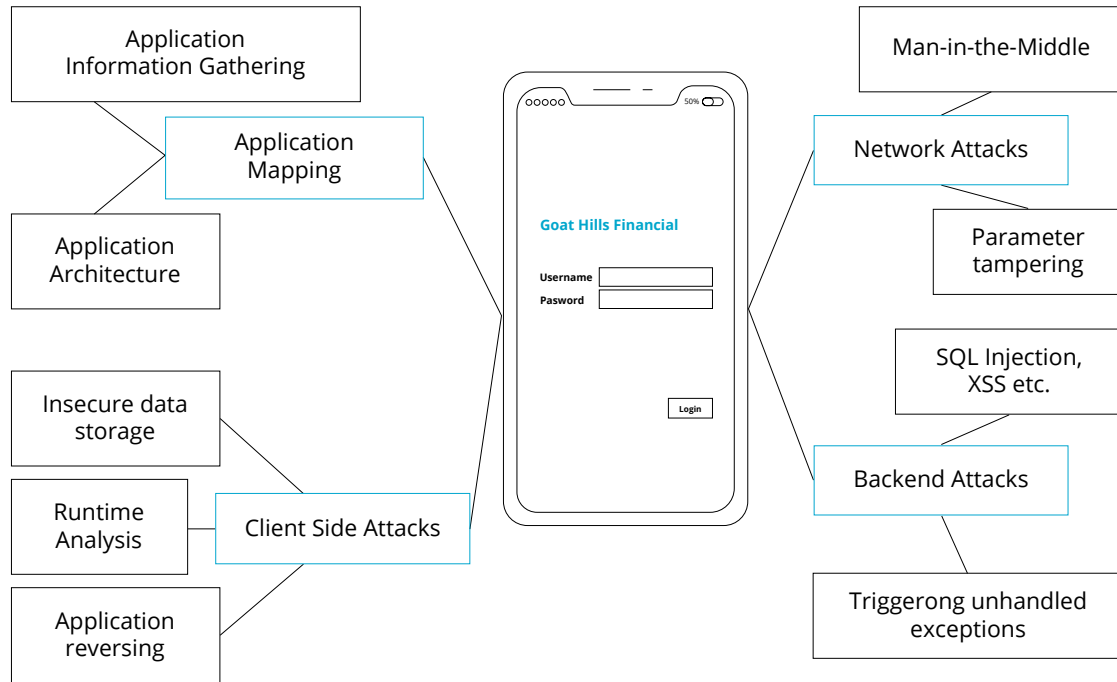 Application
Information Gathering
Application
Mapping
Application
Architecture
Insecure data
storage
Runtime
Analysis
Client Side Attacks
Application
reversing
50%
Goat Hills Financial
Username
Pasword
Login
Man-in-the-Middle
Network Attacks
Parameter
tampering
SQL Injection,
XSS etc.
Backend Attacks
Triggerong unhandled
exceptions